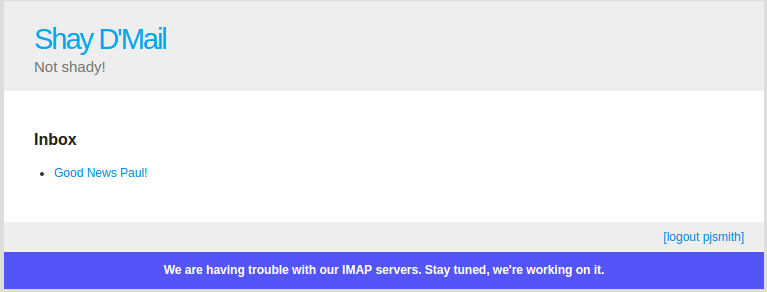 Shay D'Mail
Not shady!
Inbox
Good News Paul!
[logout pjsmith]
We are having trouble with our IMAP servers. Stay tuned, we're working on it.